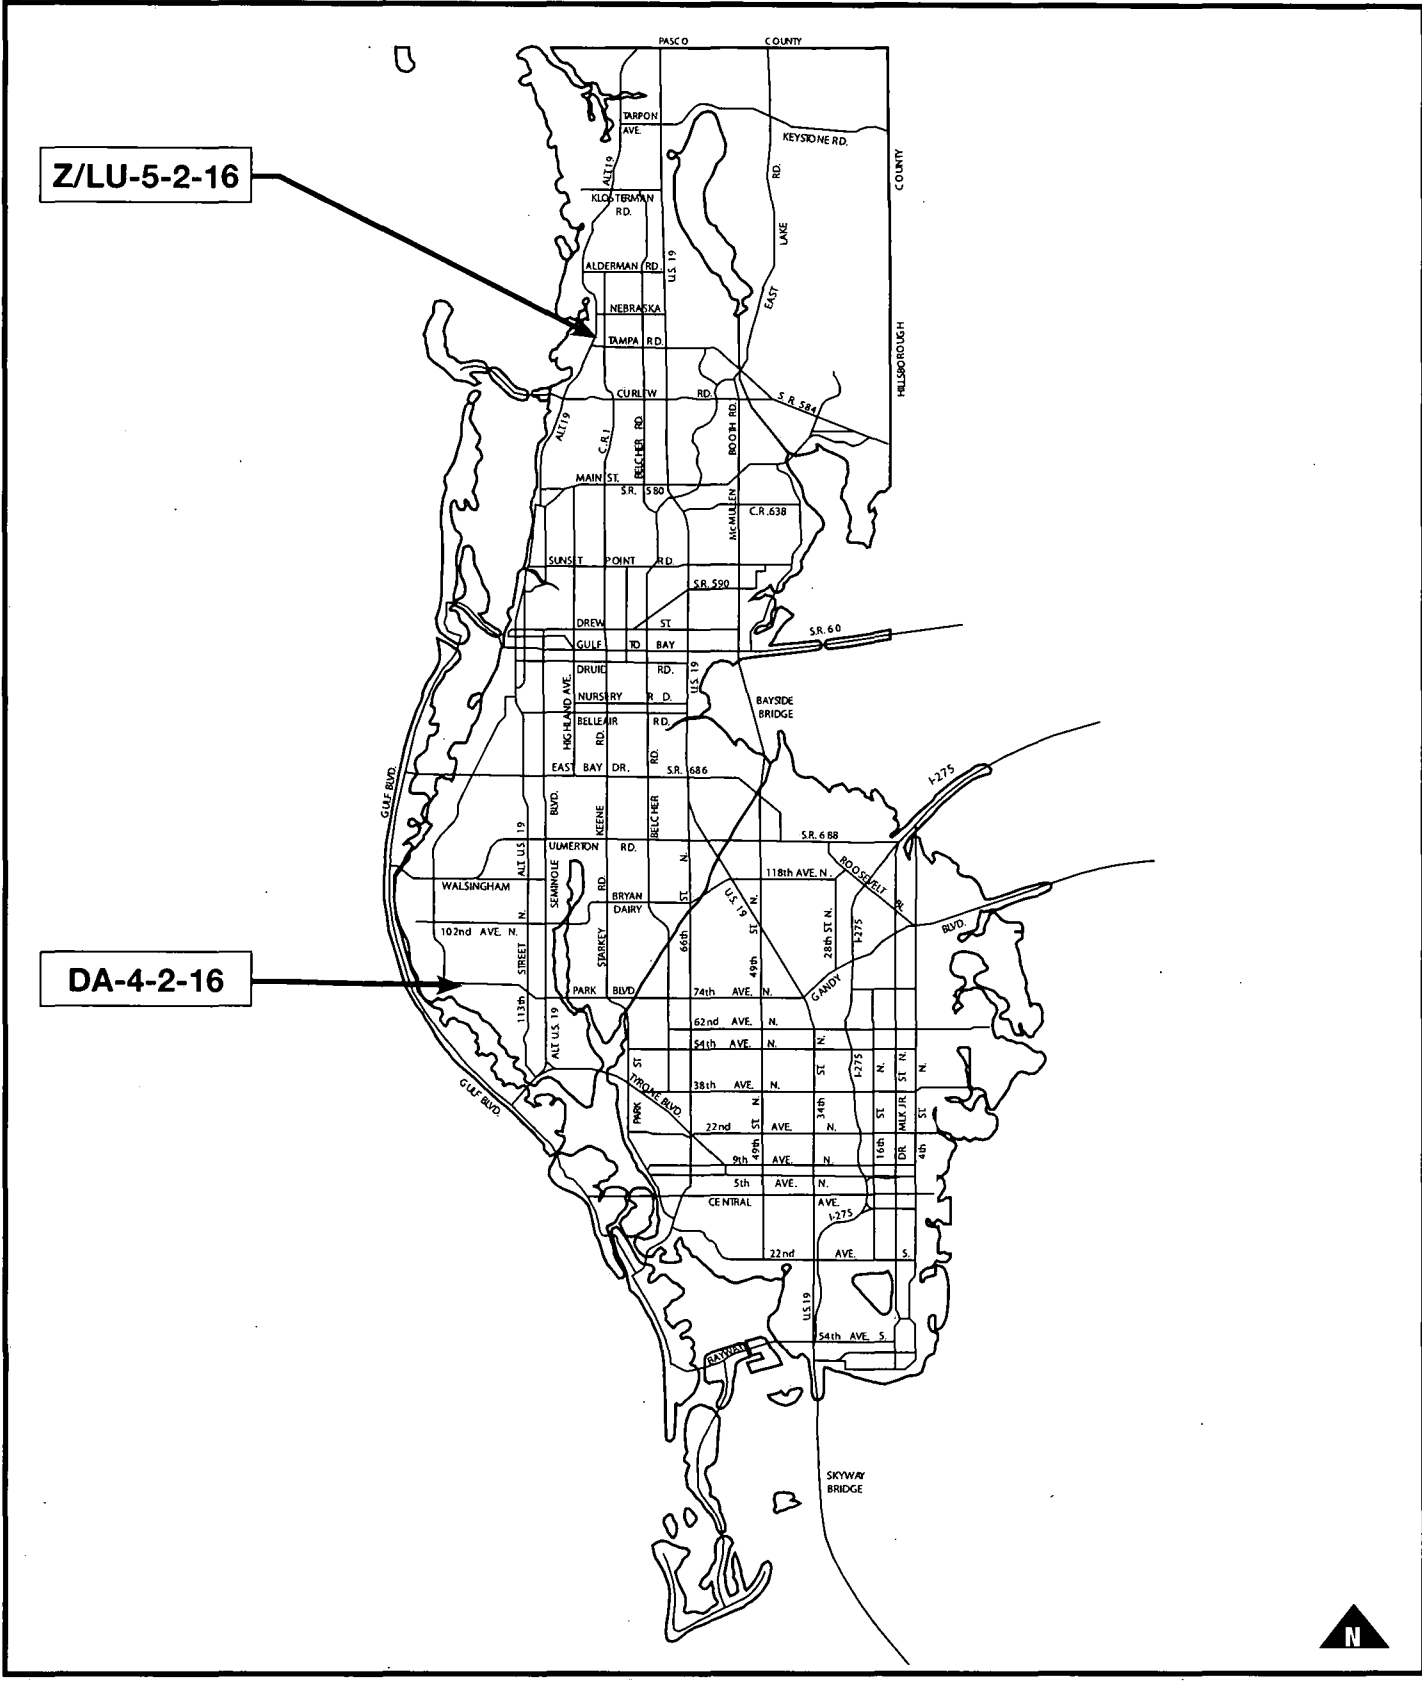 PASCO COUNTY
TARPON
AVE.
KEYSTONE RD.
COUNTY
Z/LU-5-2-16
ALT 19
RD.
KLOSTERMAN
RD.
LAKE
U.S. 19
ALDERMAN RD.
EAST
NEBRASKA
TAMPA RD.
HILLSBOROUGH
CURLEW RD.
S.R. 584
ALT 19
C.R.1
BELCHER RD.
BOOTH RD.
MAIN ST.
S.R. 580
McMULLEN
C.R.638
SUNSET POINT RD.
S.R. 590
DREW ST
S.R. 60
GULF TO BAY
DRUID RD.
U.S. 19
HIGHLAND AVE.
NURSERY R D.
BAYSIDE
BRIDGE
BELLEAIR RD.
RD.
RD.
EAST BAY DR. S.R. 686
I-275
GULF BLVD.
BLVD.
KEENE
BELCHER
ALT U.S. 19
S.R. 688
ULMERTON RD.
N.
ROOSEVELT BL
118th AVE. N.
WALSINGHAM
SEMINOLE
RD.
BRYAN
DAIRY
ST.
U.S. 19
N.
N.
28th ST. N.
I-275
BLVD.
102nd AVE. N.
STREET
STARKEY
66th
ST.
49th
DA-4-2-16
GANDY
PARK BLVD
74th AVE. N.
113th
62nd AVE. N.
ALT U.S. 19
54th AVE. N.
N.
ST
I-275
N.
ST N.
N.
ST
TYRONE BLVD.
38th AVE. N.
GULF BLVD.
PARK
N.
34th
ST.
MLK JR.
ST
22nd AVE. N.
ST.
49th
16th
DR
4th
9th AVE. N.
5th AVE. N.
CENTRAL AVE.
I-275
22nd AVE. S.
U.S. 19
54th AVE. S.
BAYWAY
SKYWAY
BRIDGE
N